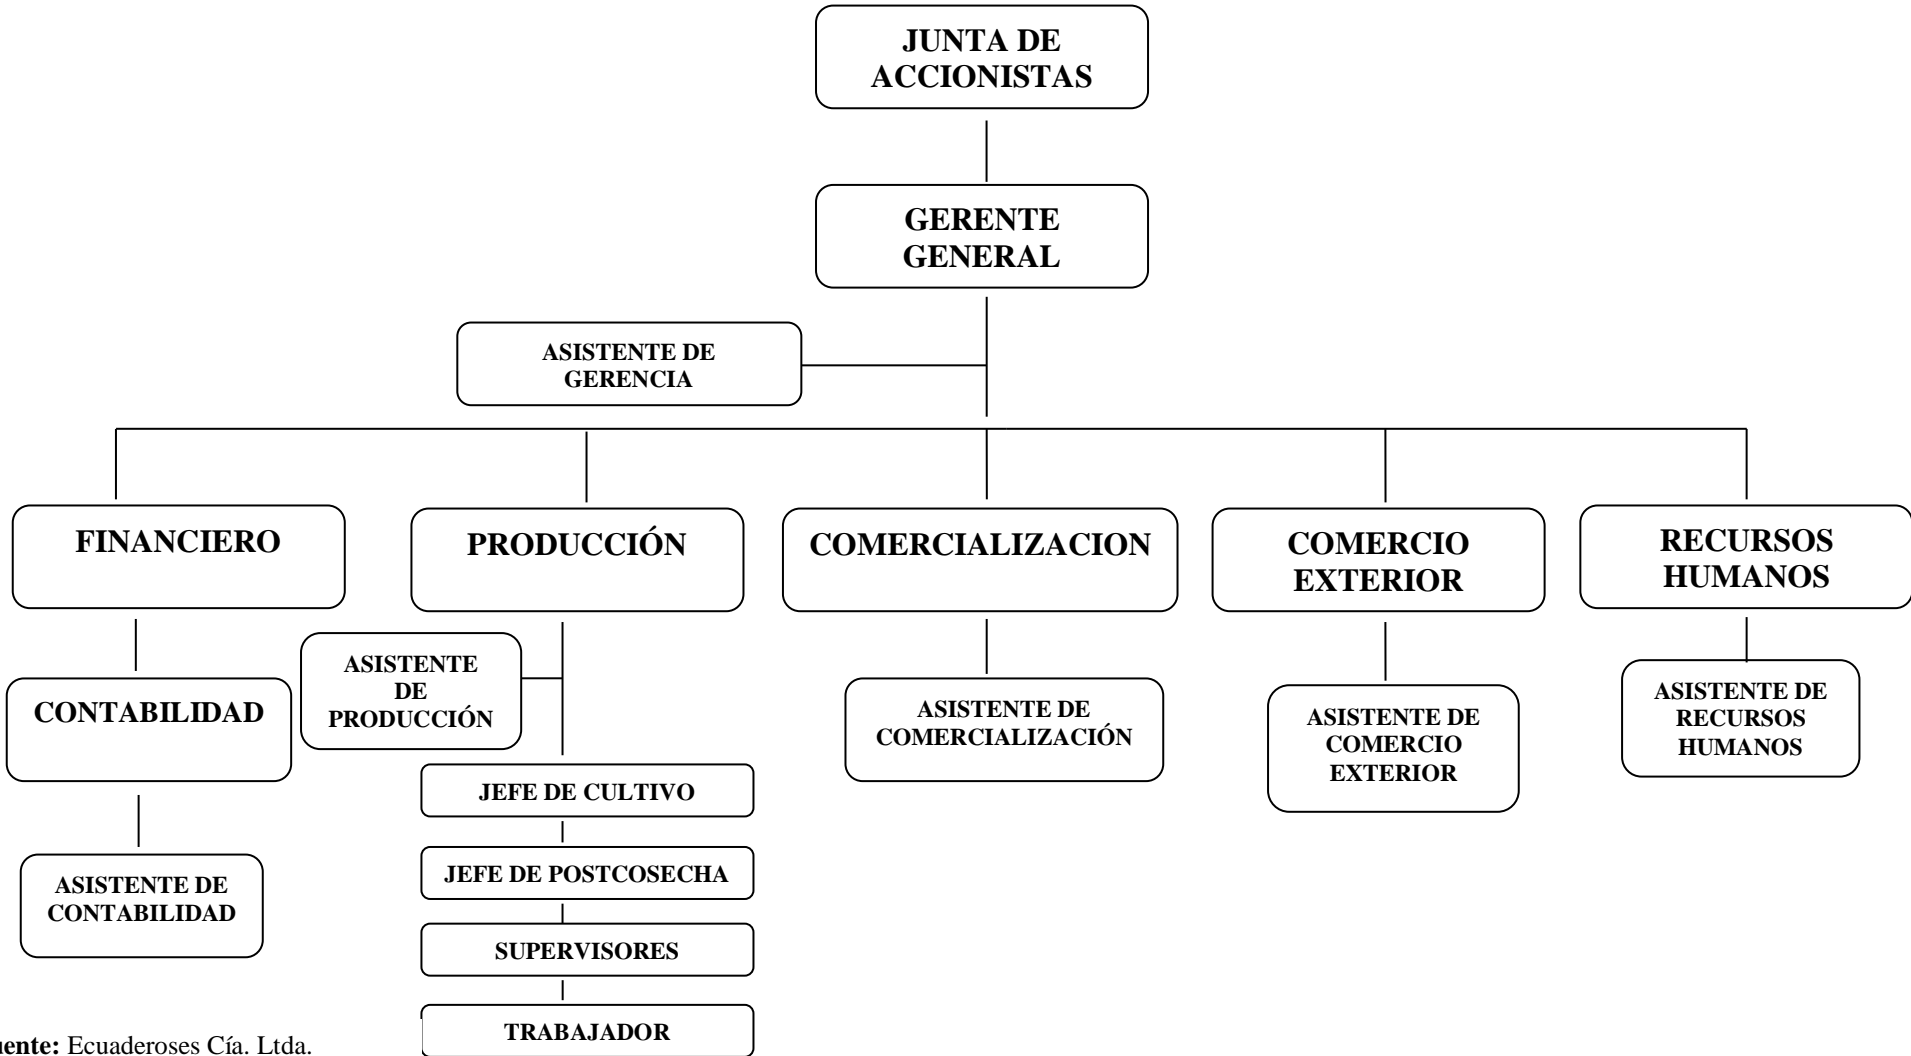 JUNTA DE
ACCIONISTAS
GERENTE
GENERAL
ASISTENTE DE
GERENCIA
FINANCIERO
PRODUCCIÓN
COMERCIALIZACION
COMERCIO
EXTERIOR
RECURSOS
HUMANOS
CONTABILIDAD
ASISTENTE
DE
PRODUCCIÓN
ASISTENTE DE
COMERCIALIZACIÓN
ASISTENTE DE
COMERCIO
EXTERIOR
ASISTENTE DE
RECURSOS
HUMANOS
JEFE DE CULTIVO
ASISTENTE DE
CONTABILIDAD
JEFE DE POSTCOSECHA
SUPERVISORES
TRABAJADOR
uente: Ecuaderoses Cía. Ltda.